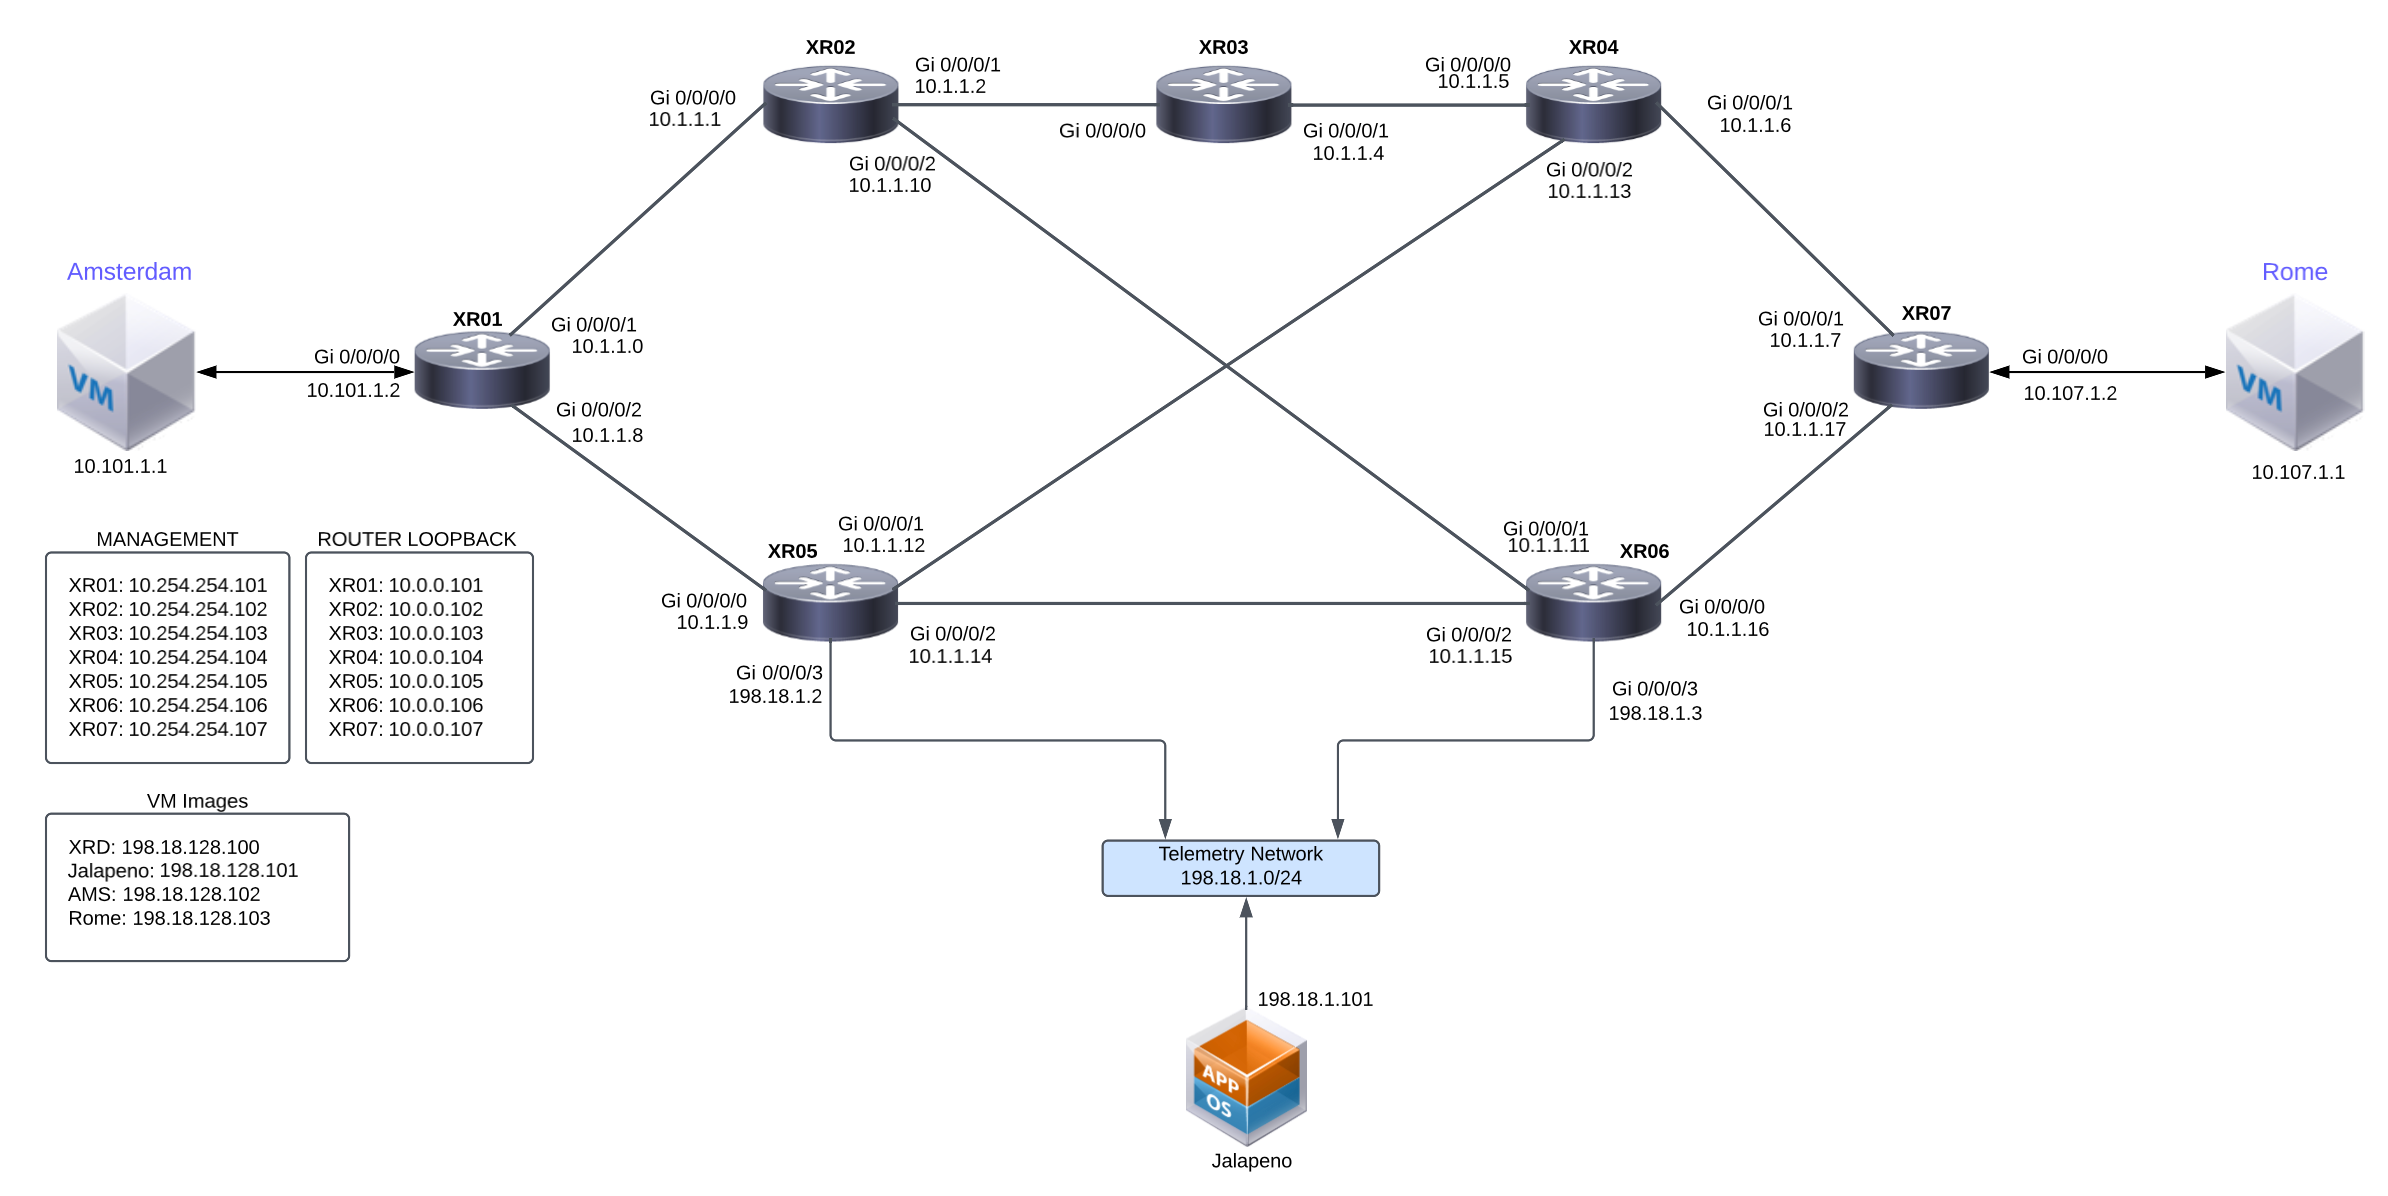 XR02
XR03
XR04
Gi 0/0/0/1
10.1.1.2
Gi 0/0/0/0
10.1.1.5
Gi 0/0/0/0
10.1.1.1
Gi 0/0/0/1
10.1.1.6
Gi 0/0/0/0
Gi 0/0/0/1
10.1.1.4
Gi 0/0/0/2
10.1.1.10
Gi 0/0/0/2
10.1.1.13
Amsterdam
Rome
XR01
XR07
Gi 0/0/0/1
10.1.1.0
Gi 0/0/0/1
10.1.1.7
Gi 0/0/0/0
10.101.1.2
Gi 0/0/0/0
10.107.1.2
VM
VM
Gi 0/0/0/2
10.1.1.8
Gi 0/0/0/2
10.1.1.17
10.101.1.1
10.107.1.1
Gi 0/0/0/1
10.1.1.12
Gi 0/0/0/1
10.1.1.11
XR05
XR06
Gi 0/0/0/0
10.1.1.9
Gi 0/0/0/0
10.1.1.16
Gi 0/0/0/2
10.1.1.14
Gi 0/0/0/2
10.1.1.15
Gi 0/0/0/3
198.18.1.2
Gi 0/0/0/3
198.18.1.3
MANAGEMENT
XR01: 10.254.254.101
XR02: 10.254.254.102
XR03: 10.254.254.103
XR04: 10.254.254.104
XR05: 10.254.254.105
XR06: 10.254.254.106
XR07: 10.254.254.107
ROUTER LOOPBACK
XR01: 10.0.0.101
XR02: 10.0.0.102
XR03: 10.0.0.103
XR04: 10.0.0.104
XR05: 10.0.0.105
XR06: 10.0.0.106
XR07: 10.0.0.107
VM Images
XRD: 198.18.128.100
Jalapeno: 198.18.128.101
AMS: 198.18.128.102
Rome: 198.18.128.103
Telemetry Network
198.18.1.0/24
198.18.1.101
APP
OS
Jalapeno